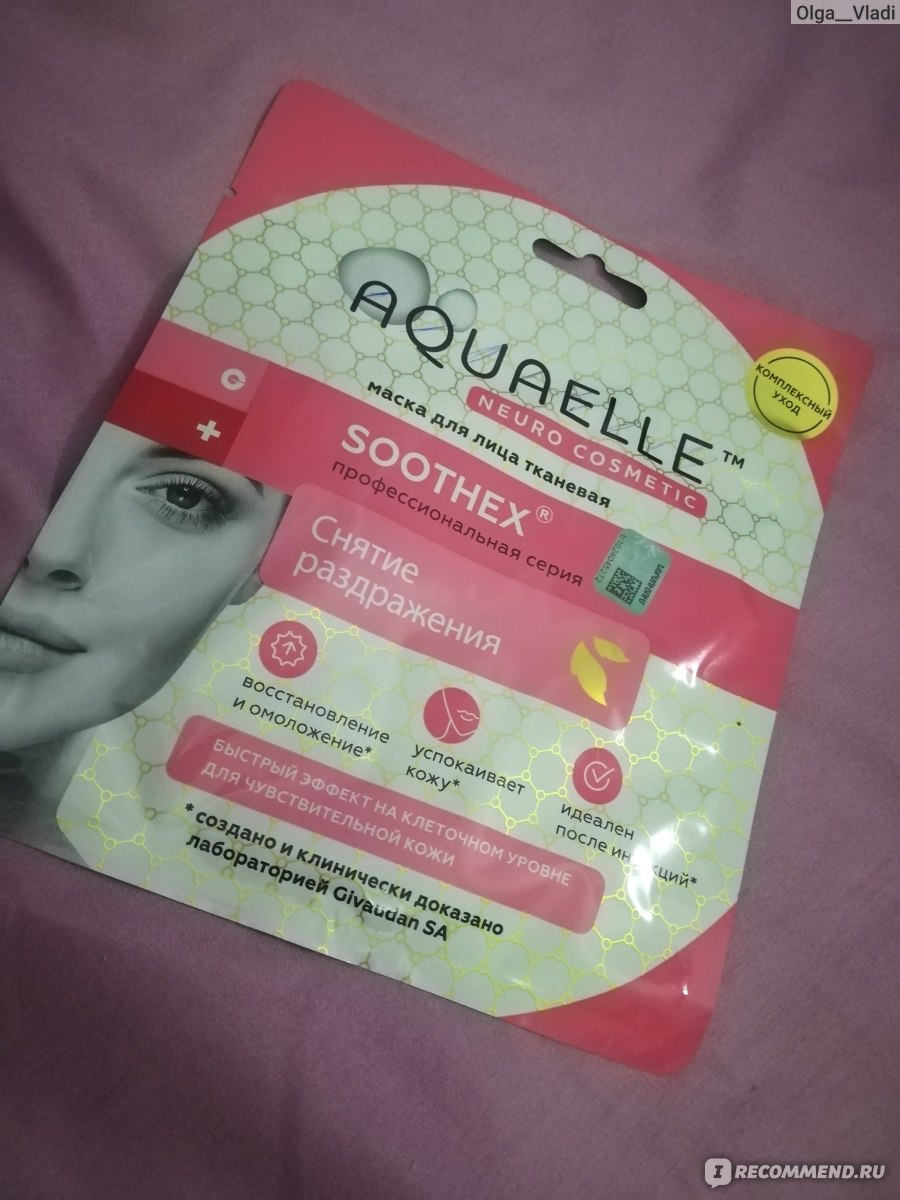 Olga__Vladi
AQUAELLE™
NEURO COSMETIC
КОМПЛЕКСНЫЙ
УХОД
маска для лица тканевая
SOOTHEX®
профессиональная серия
Снятие
раздражения
восстановление
и омоложение*
успокаивает
кожу*
идеален
после инъекций*
БЫСТРЫЙ ЭФФЕКТ НА КЛЕТОЧНОМ УРОВНЕ
ДЛЯ ЧУВСТВИТЕЛЬНОЙ КОЖИ
* создано и клинически доказано
лабораторией Givaudan SA
IRECOMMEND.RU